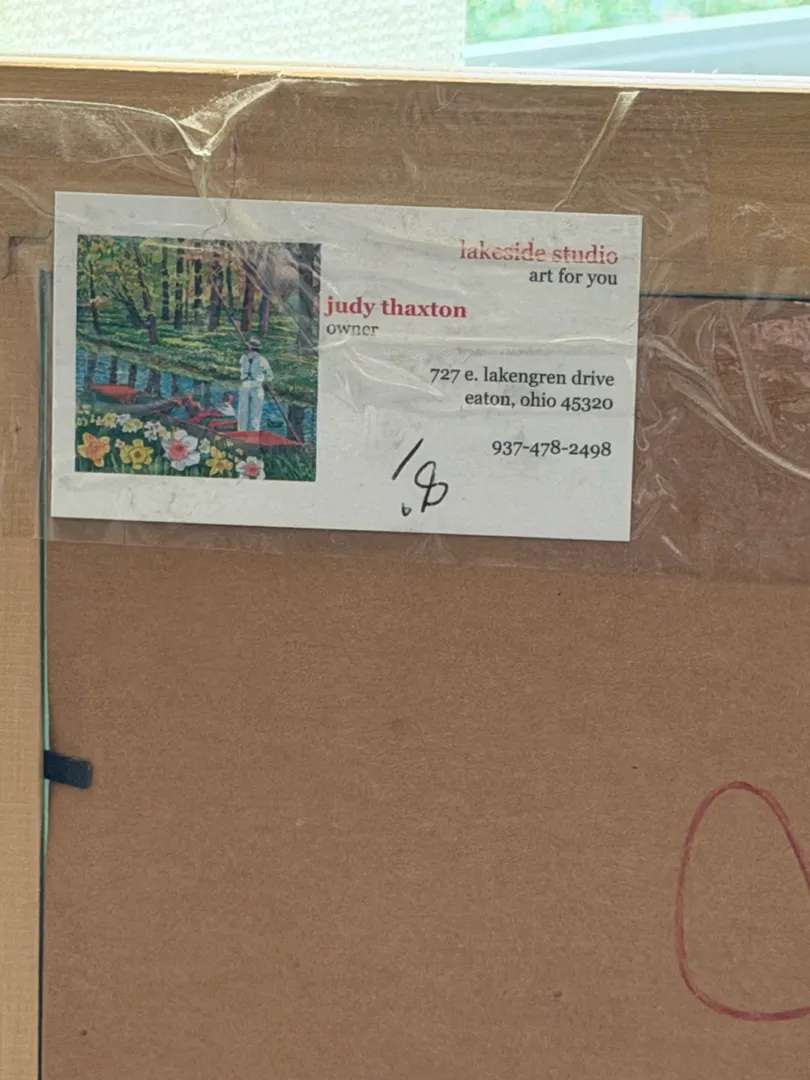 lakeside studio
art for you
judy thaxton
owner
727 e. lakengren drive
eaton, ohio 45320
937-478-2498